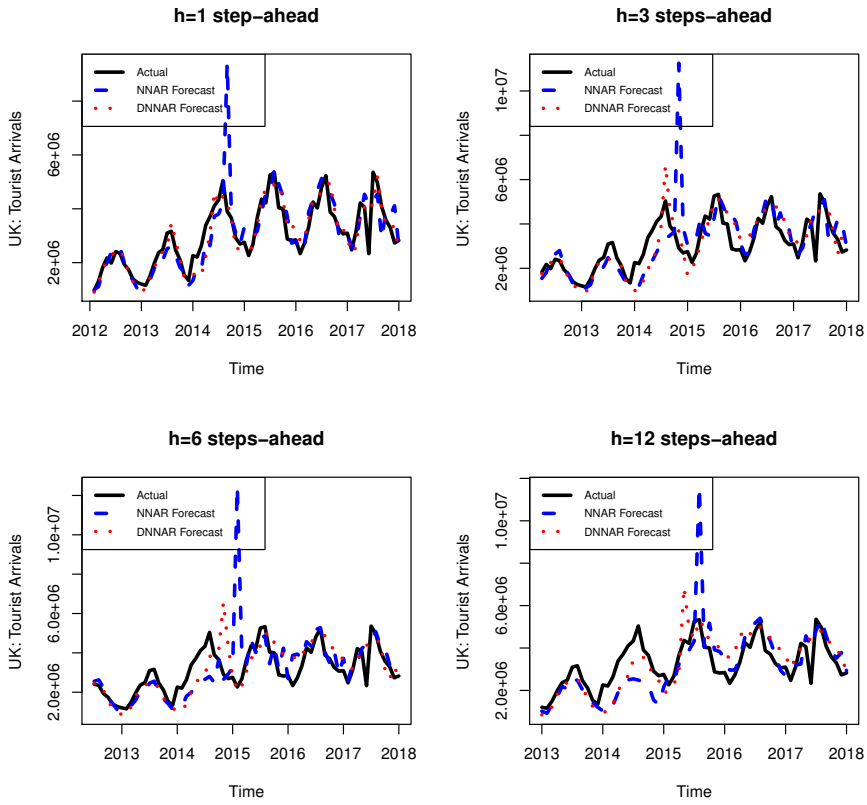 h=1 step−ahead
Actual
NNAR Forecast
DNNAR Forecast
UK: Tourist Arrivals
6e+06
2e+06
2012 2013 2014 2015 2016 2017 2018
Time
h=3 steps−ahead
Actual
NNAR Forecast
DNNAR Forecast
UK: Tourist Arrivals
1e+07
6e+06
2e+06
2013 2014 2015 2016 2017 2018
Time
h=6 steps−ahead
Actual
NNAR Forecast
DNNAR Forecast
UK: Tourist Arrivals
1.0e+07
6.0e+06
2.0e+06
2013 2014 2015 2016 2017 2018
Time
h=12 steps−ahead
Actual
NNAR Forecast
DNNAR Forecast
UK: Tourist Arrivals
1.0e+07
6.0e+06
2.0e+06
2013 2014 2015 2016 2017 2018
Time